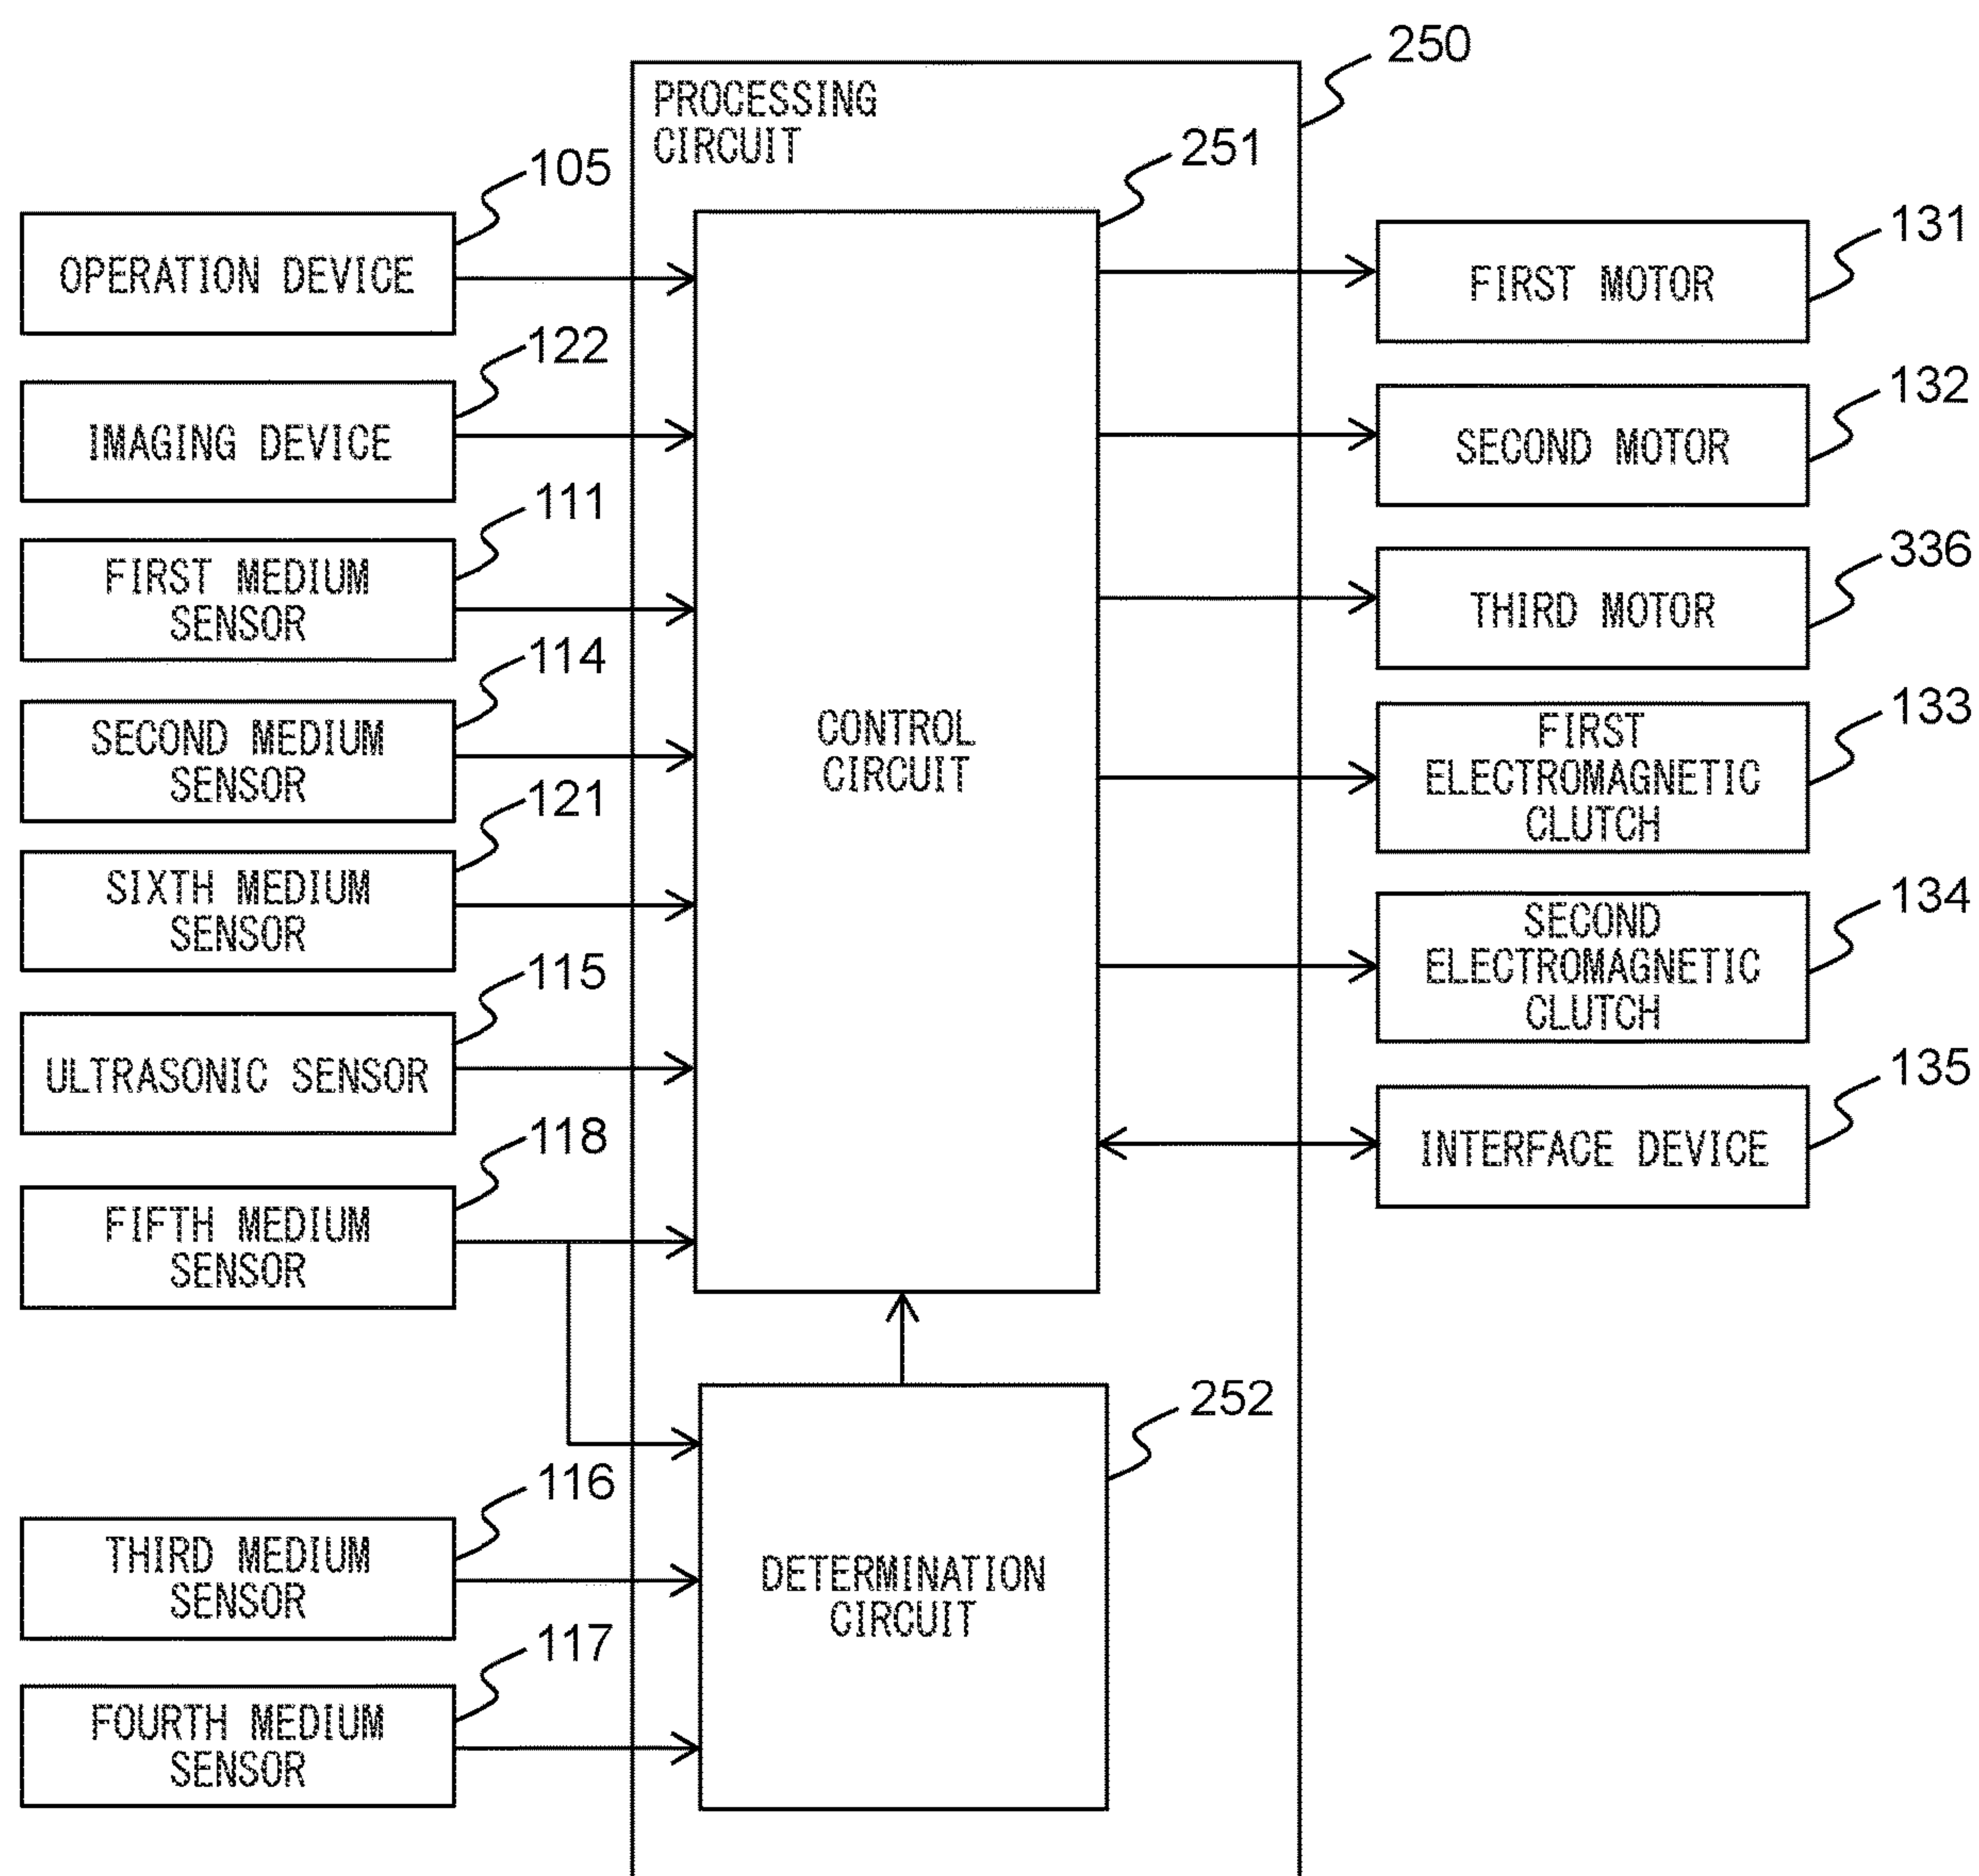 250
PROCESSING
CIRCUIT
251
105
OPERATION DEVICE
122
IMAGING DEVICE
111
FIRST MEDIUM
SENSOR
114
SECOND MEDIUM
SENSOR
121
SIXTH MEDIUM
SENSOR
115
ULTRASONIC SENSOR
118
FIFTH MEDIUM
SENSOR
116
THIRD MEDIUM
SENSOR
117
FOURTH MEDIUM
SENSOR
CONTROL
CIRCUIT
252
DETERMINATION
CIRCUIT
131
FIRST MOTOR
132
SECOND MOTOR
336
THIRD MOTOR
133
FIRST
ELECTROMAGNETIC
CLUTCH
134
SECOND
ELECTROMAGNETIC
CLUTCH
135
INTERFACE DEVICE